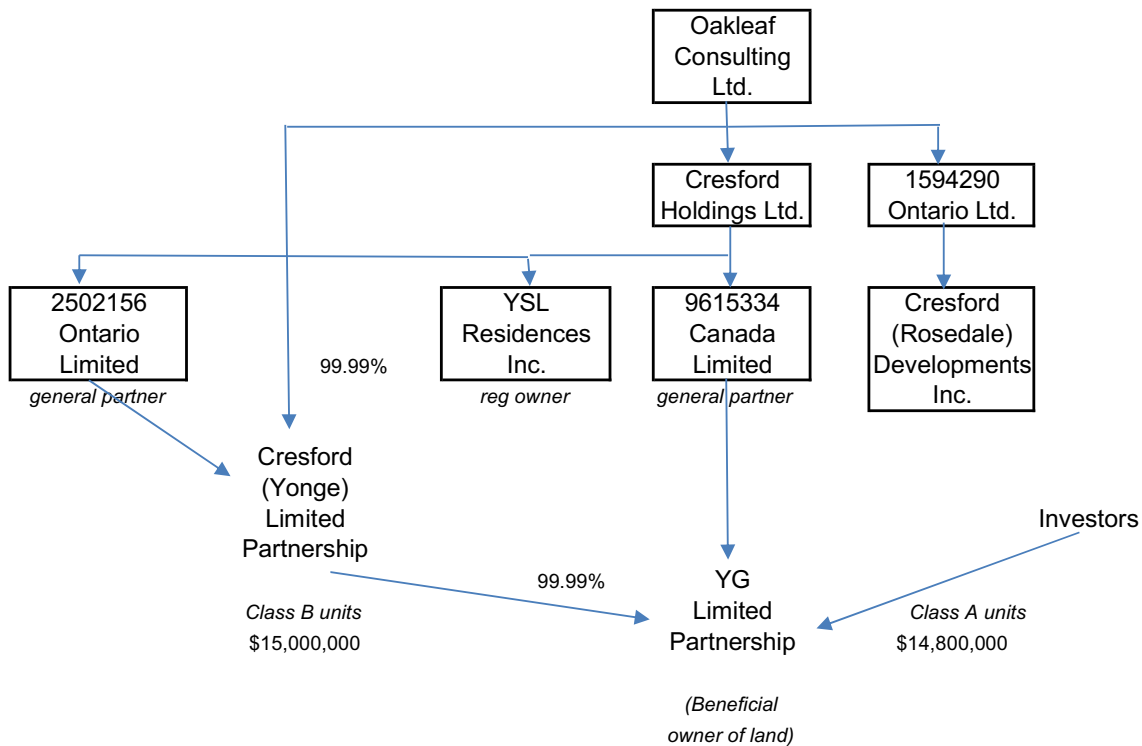 Oakleaf
Consulting
Ltd.
Cresford
Holdings Ltd.
1594290
Ontario Ltd.
2502156
Ontario
Limited
general partner
99.99%
YSL
Residences
Inc.
reg owner
9615334
Canada
Limited
general partner
Cresford
(Rosedale)
Developments
Inc.
Cresford
(Yonge)
Limited
Partnership
Investors
99.99%
Class B units
$15,000,000
YG
Limited
Partnership
Class A units
$14,800,000
(Beneficial
owner of land)